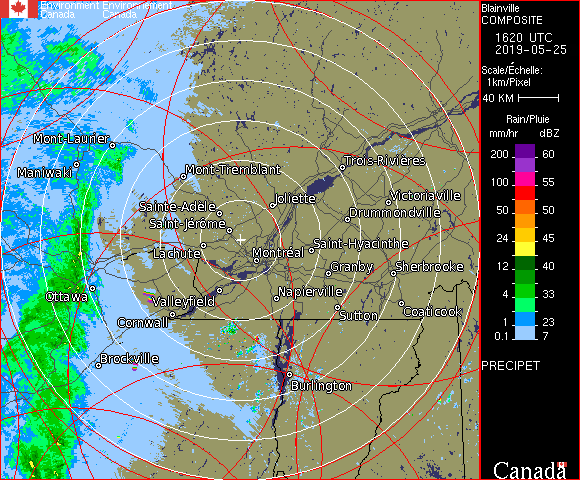 Environment Environnement
Canada Canada
Blainville
COMPOSITE
1620 UTC
2019-05-25
Scale/Échelle:
1km/Pixel
40 KM
Rain/Pluie
mm/hr dBZ
200 60
100 55
50 50
24 45
12 40
4 33
1 23
0.1 7
PRECIPET
Mont-Laurier
Maniwaki
Mont-Tremblant
Trois-Rivières
Sainte-Adèle
Joliette
Victoriaville
Saint-Jérôme
Drummondville
Lachute
Montréal
Saint-Hyacinthe
Granby
Sherbrooke
Ottawa
Valleyfield
Napierville
Cornwall
Sutton
Coaticook
Brockville
Burlington
Canada